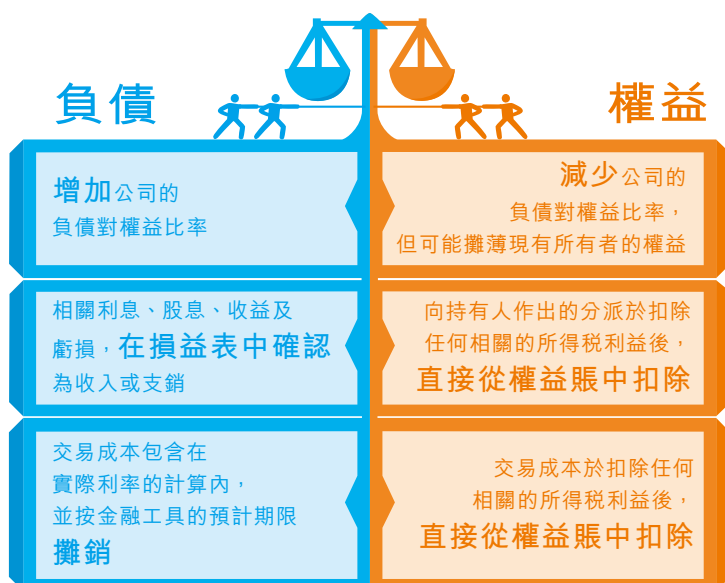 負債
權益
增加公司的
負債對權益比率
減少公司的
負債對權益比率，
但可能攤薄現有所有者的權益
相關利息、股息、收益及
虧損，在損益表中確認
為收入或支銷
向持有人作出的分派於扣除
任何相關的所得稅利益後，
直接從權益賬中扣除
交易成本包含在
實際利率的計算內，
並按金融工具的預計期限
攤銷
交易成本於扣除任何
相關的所得稅利益後，
直接從權益賬中扣除